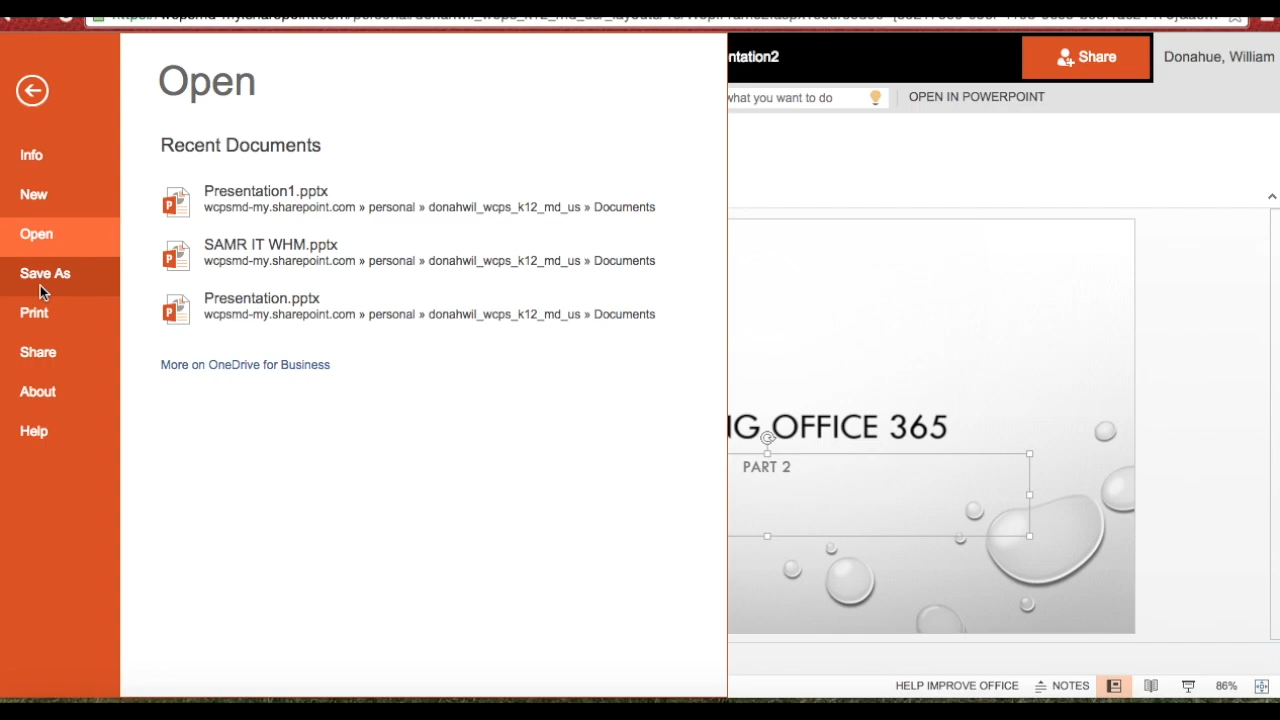 ntation2
Share
Donahue, William
what you want to do
OPEN IN POWERPOINT
Open
Info
New
Open
Save As
Print
Share
About
Help
Recent Documents
Presentation1.pptx
wcpsmd-my.sharepoint.com » personal » donahwil_wcps_k12_md_us » Documents
SAMR IT WHM.pptx
wcpsmd-my.sharepoint.com » personal » donahwil_wcps_k12_md_us » Documents
Presentation.pptx
wcpsmd-my.sharepoint.com » personal » donahwil_wcps_k12_md_us » Documents
More on OneDrive for Business
NG OFFICE 365
PART 2
HELP IMPROVE OFFICE
NOTES
86%